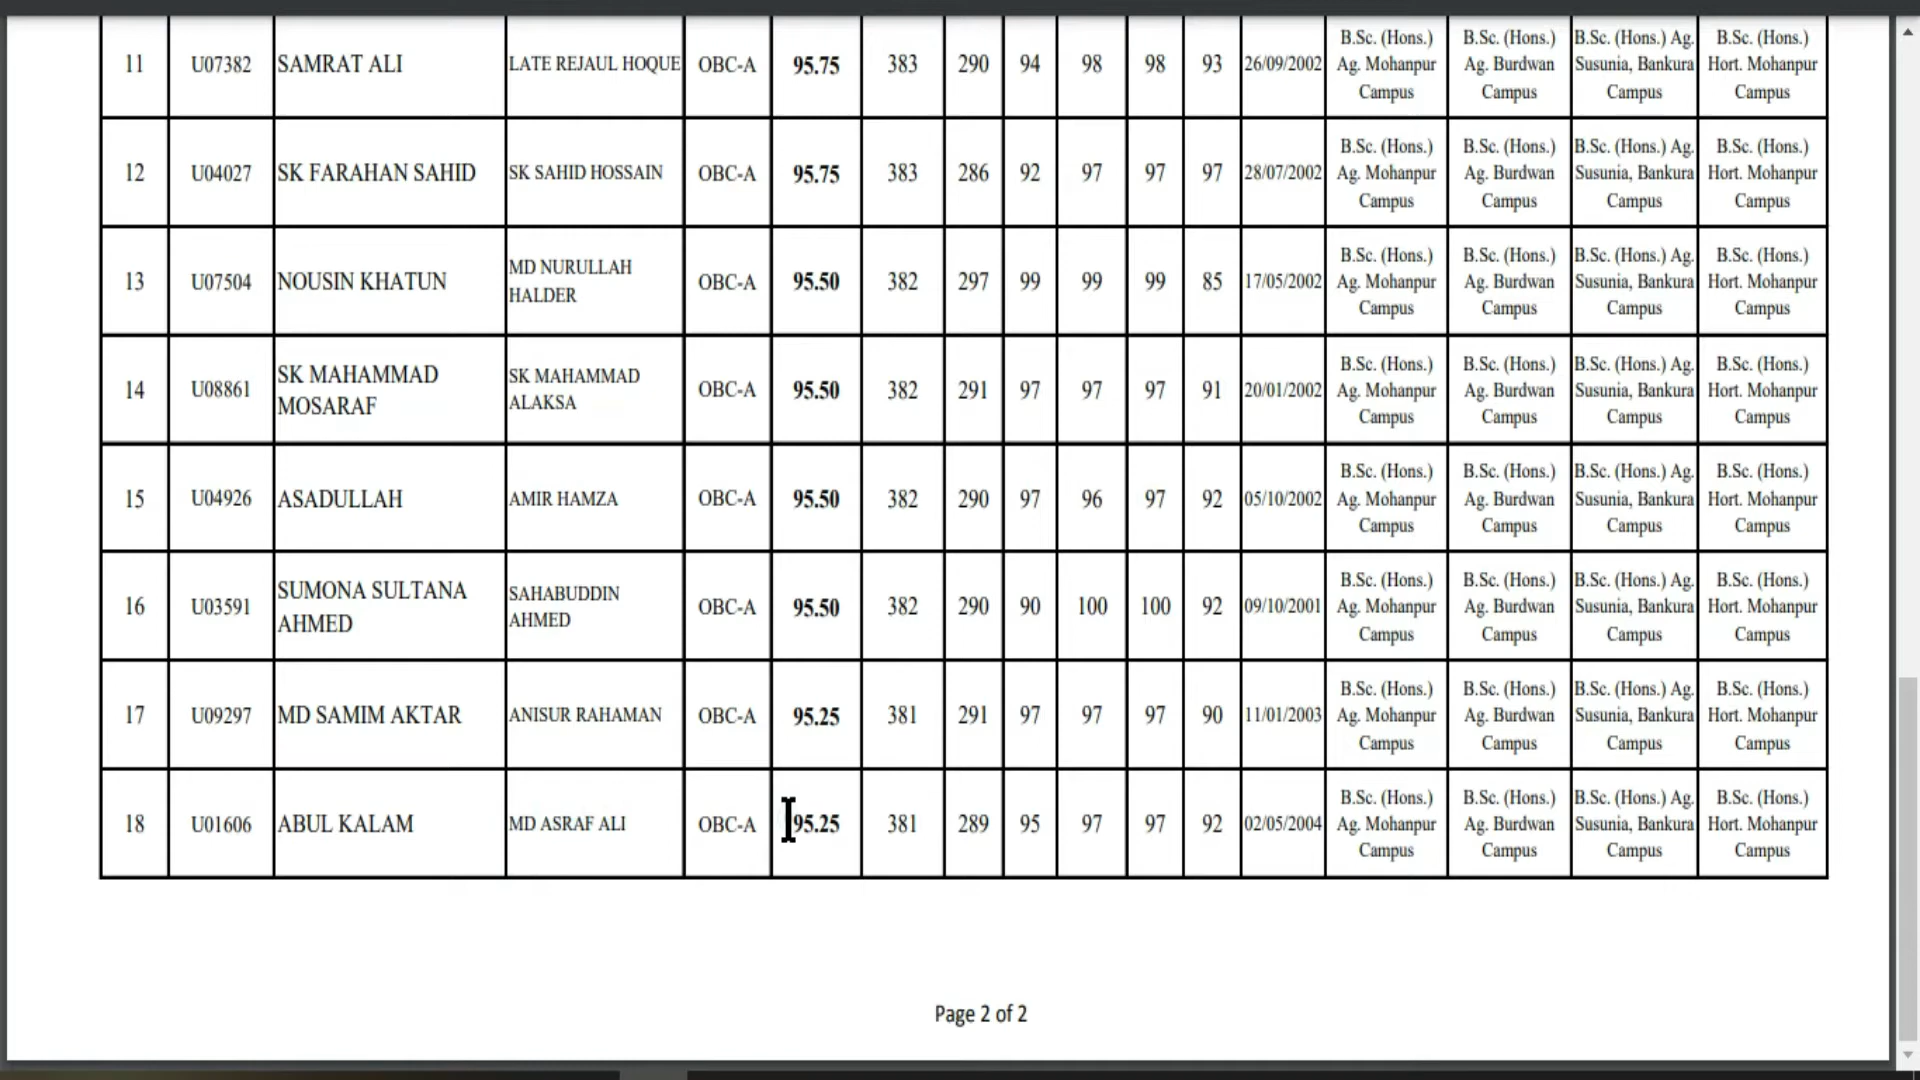 11 U07382 SAMRAT ALI LATE REJAUL HOQUE OBC-A 95.75 383 290 94 98 98 93 26/09/2002 B.Sc. (Hons.) Ag. Mohanpur Campus B.Sc. (Hons.) Ag. Burdwan Campus B.Sc. (Hons.) Ag. Susunia, Bankura Campus B.Sc. (Hons.) Hort. Mohanpur Campus
12 U04027 SK FARAHAN SAHID SK SAHID HOSSAIN OBC-A 95.75 383 286 92 97 97 97 28/07/2002 B.Sc. (Hons.) Ag. Mohanpur Campus B.Sc. (Hons.) Ag. Burdwan Campus B.Sc. (Hons.) Ag. Susunia, Bankura Campus B.Sc. (Hons.) Hort. Mohanpur Campus
13 U07504 NOUSIN KHATUN MD NURULLAH HALDER OBC-A 95.50 382 297 99 99 99 85 17/05/2002 B.Sc. (Hons.) Ag. Mohanpur Campus B.Sc. (Hons.) Ag. Burdwan Campus B.Sc. (Hons.) Ag. Susunia, Bankura Campus B.Sc. (Hons.) Hort. Mohanpur Campus
14 U08861 SK MAHAMMAD MOSARAF SK MAHAMMAD ALAKSA OBC-A 95.50 382 291 97 97 97 91 20/01/2002 B.Sc. (Hons.) Ag. Mohanpur Campus B.Sc. (Hons.) Ag. Burdwan Campus B.Sc. (Hons.) Ag. Susunia, Bankura Campus B.Sc. (Hons.) Hort. Mohanpur Campus
15 U04926 ASADULLAH AMIR HAMZA OBC-A 95.50 382 290 97 96 97 92 05/10/2002 B.Sc. (Hons.) Ag. Mohanpur Campus B.Sc. (Hons.) Ag. Burdwan Campus B.Sc. (Hons.) Ag. Susunia, Bankura Campus B.Sc. (Hons.) Hort. Mohanpur Campus
16 U03591 SUMONA SULTANA AHMED SAHABUDDIN AHMED OBC-A 95.50 382 290 90 100 100 92 09/10/2001 B.Sc. (Hons.) Ag. Mohanpur Campus B.Sc. (Hons.) Ag. Burdwan Campus B.Sc. (Hons.) Ag. Susunia, Bankura Campus B.Sc. (Hons.) Hort. Mohanpur Campus
17 U09297 MD SAMIM AKTAR ANISUR RAHAMAN OBC-A 95.25 381 291 97 97 97 90 11/01/2003 B.Sc. (Hons.) Ag. Mohanpur Campus B.Sc. (Hons.) Ag. Burdwan Campus B.Sc. (Hons.) Ag. Susunia, Bankura Campus B.Sc. (Hons.) Hort. Mohanpur Campus
18 U01606 ABUL KALAM MD ASRAF ALI OBC-A 95.25 381 289 95 97 97 92 02/05/2004 B.Sc. (Hons.) Ag. Mohanpur Campus B.Sc. (Hons.) Ag. Burdwan Campus B.Sc. (Hons.) Ag. Susunia, Bankura Campus B.Sc. (Hons.) Hort. Mohanpur Campus
Page 2 of 2